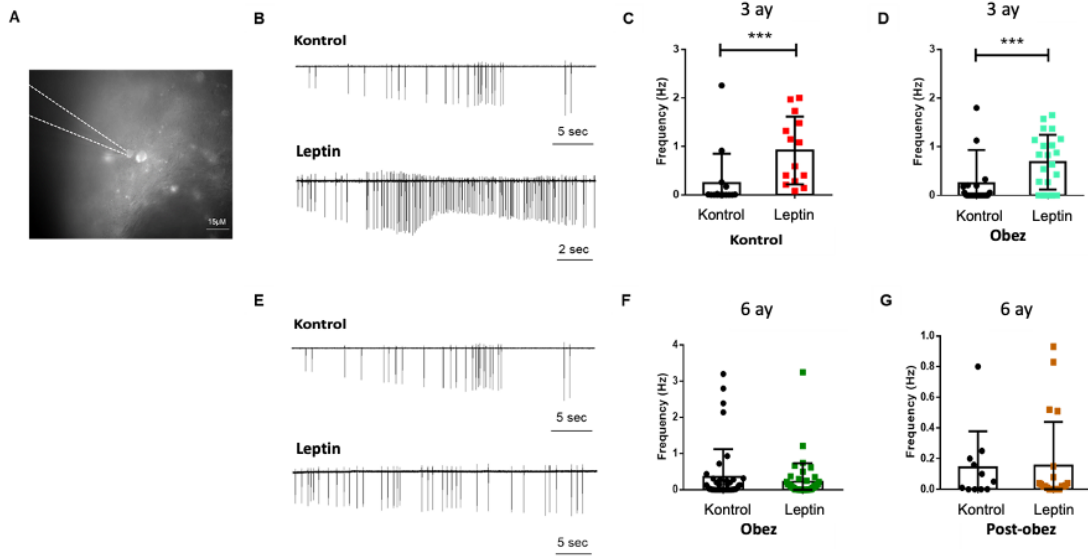 A
15μM
B
Kontrol
5 sec
Leptin
2 sec
C
3 ay
***
3
2
1
0
Frequency (Hz)
Kontrol Leptin
Kontrol
D
3 ay
***
3
2
1
0
Frequency (Hz)
Kontrol Leptin
Obez
E
Kontrol
5 sec
Leptin
5 sec
F
6 ay
4
3
2
1
0
Frequency (Hz)
Kontrol Leptin
Obez
G
6 ay
1.0
0.8
0.6
0.4
0.2
0.0
Frequency (Hz)
Kontrol Leptin
Post-obez